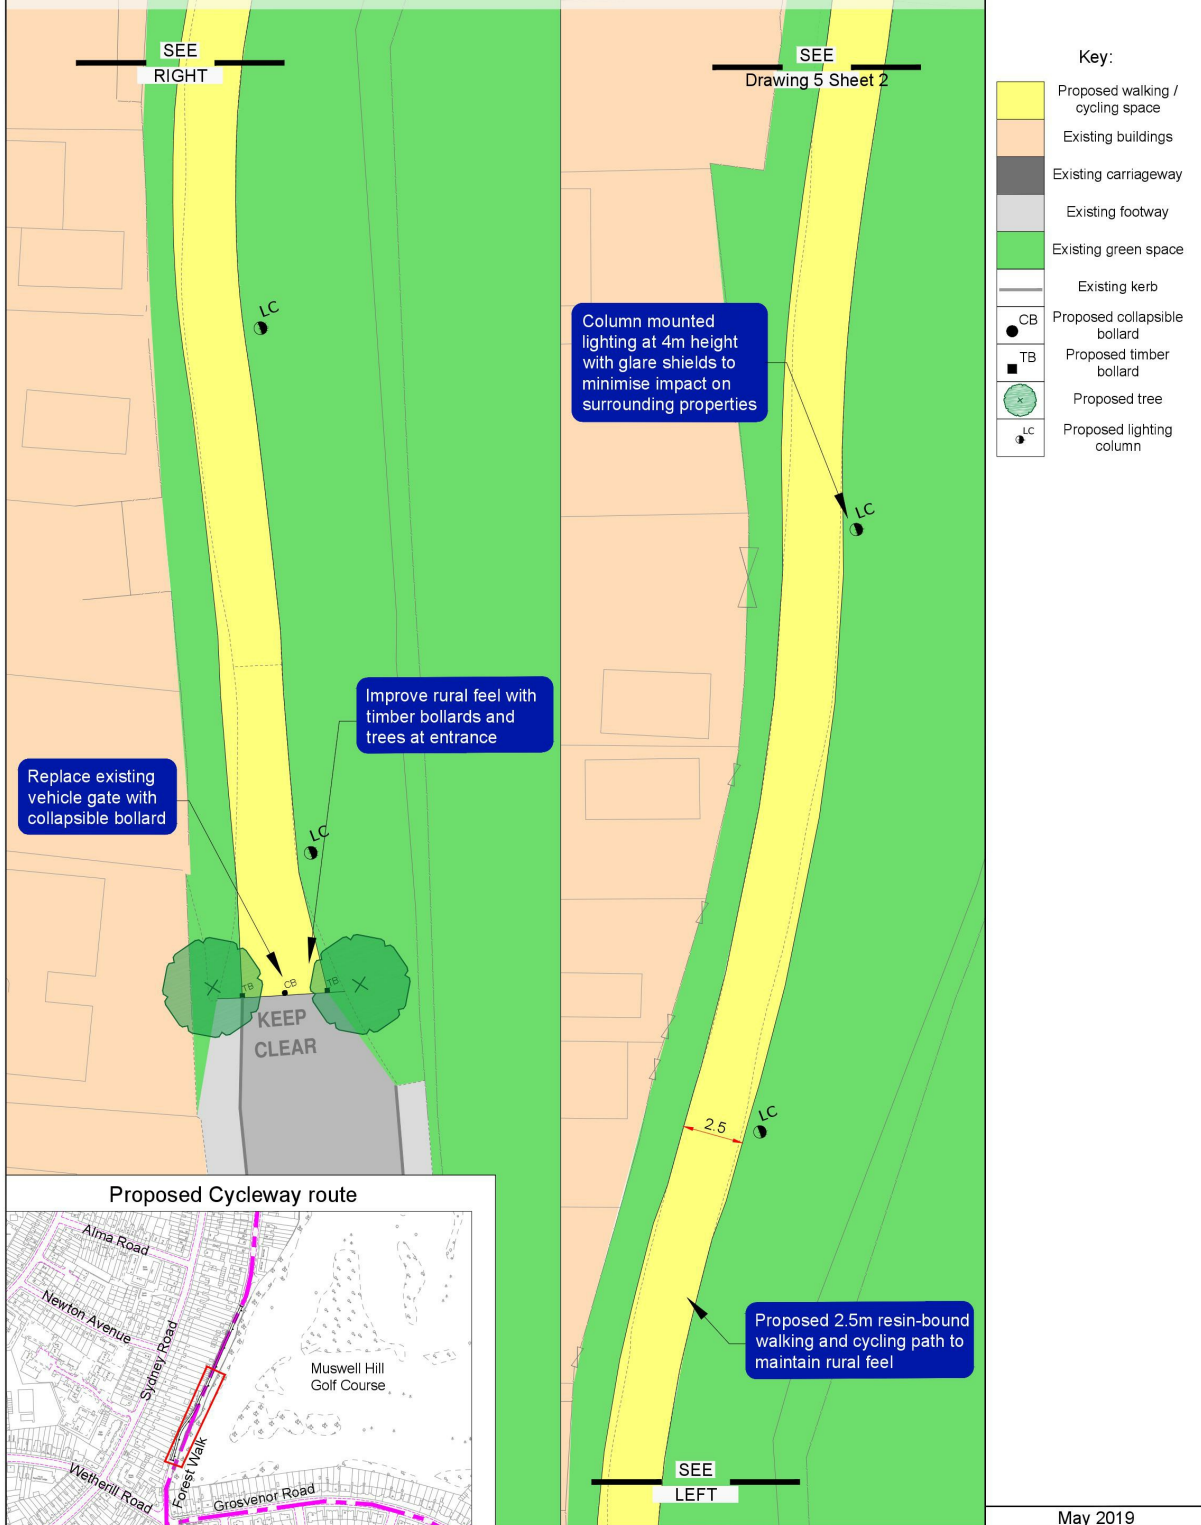 SEE
RIGHT
LC
Improve rural feel with
timber bollards and
trees at entrance
Replace existing
vehicle gate with
collapsible bollard
LC
TB
CB
TB
KEEP
CLEAR
SEE
Drawing 5 Sheet 2
Column mounted
lighting at 4m height
with glare shields to
minimise impact on
surrounding properties
LC
2.5
LC
Proposed 2.5m resin-bound
walking and cycling path to
maintain rural feel
SEE
LEFT
Key:
Proposed walking /
cycling space
Existing buildings
Existing carriageway
Existing footway
Existing green space
Existing kerb
CB
Proposed collapsible
bollard
TB
Proposed timber
bollard
Proposed tree
LC
Proposed lighting
column
Proposed Cycleway route
Alma Road
Newton Avenue
Sydney Road
Muswell Hill
Golf Course
Forest Walk
Wetherill Road
Grosvenor Road
May 2019